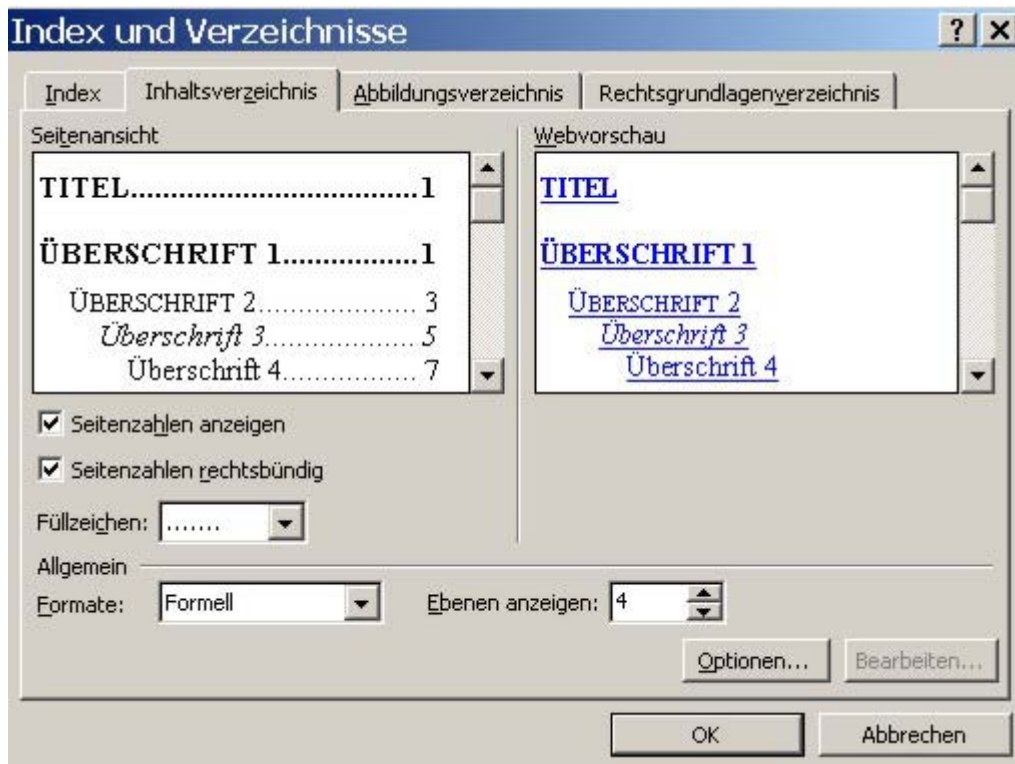 Index und Verzeichnisse
Index Inhaltsverzeichnis Abbildungsverzeichnis Rechtsgrundlagenverzeichnis
Seitenansicht
TITEL....................................1
ÜBERSCHRIFT 1.................1
ÜBERSCHRIFT 2...................... 3
Überschrift 3..................... 5
Überschrift 4................. 7
Webvorschau
TITEL
ÜBERSCHRIFT 1
ÜBERSCHRIFT 2
Überschrift 3
Überschrift 4
Seitenzahlen anzeigen
Seitenzahlen rechtsbündig
Füllzeichen: .......
Allgemein
Formate: Formell Ebenen anzeigen: 4
Optionen... Bearbeiten...
OK Abbrechen